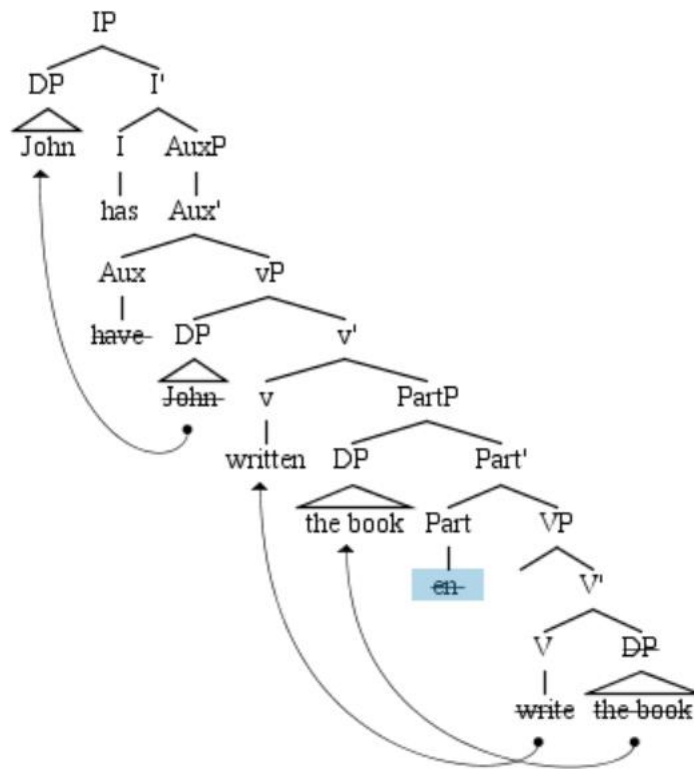 IP
DP I'
John I AuxP
has Aux'
Aux vP
have DP v'
John v PartP
written DP Part'
the book Part VP
en V'
V DP
write the book